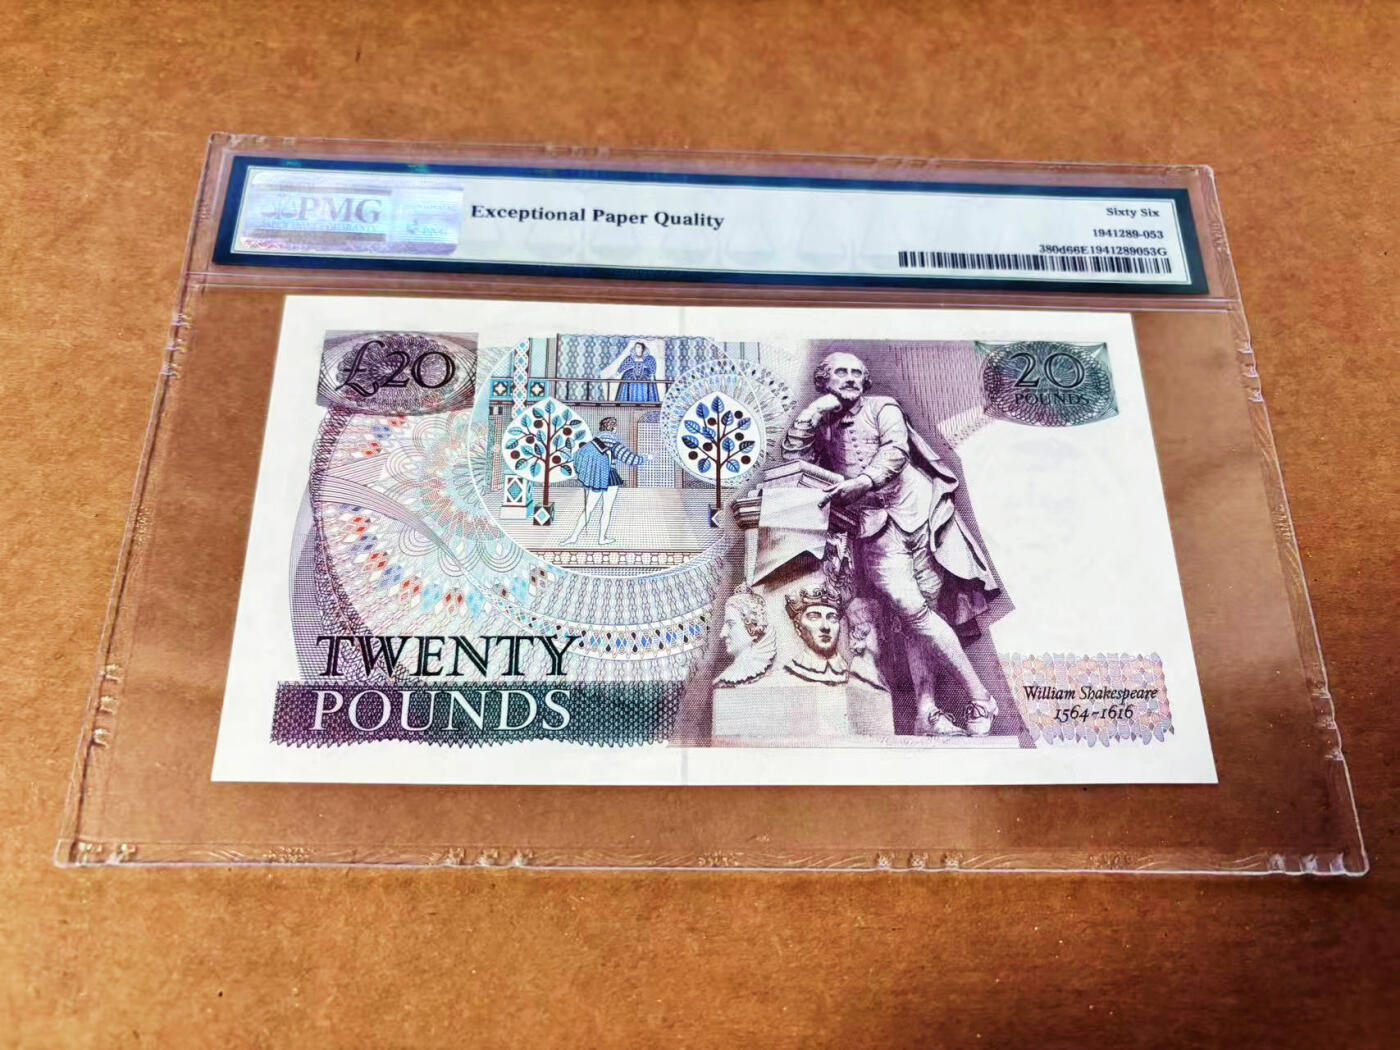 PMG
Exceptional Paper Quality
Sixty Six
1941289-053
380d66E1941289053G
£20
20
POUNDS
TWENTY
POUNDS
William Shakespeare
1564-1616